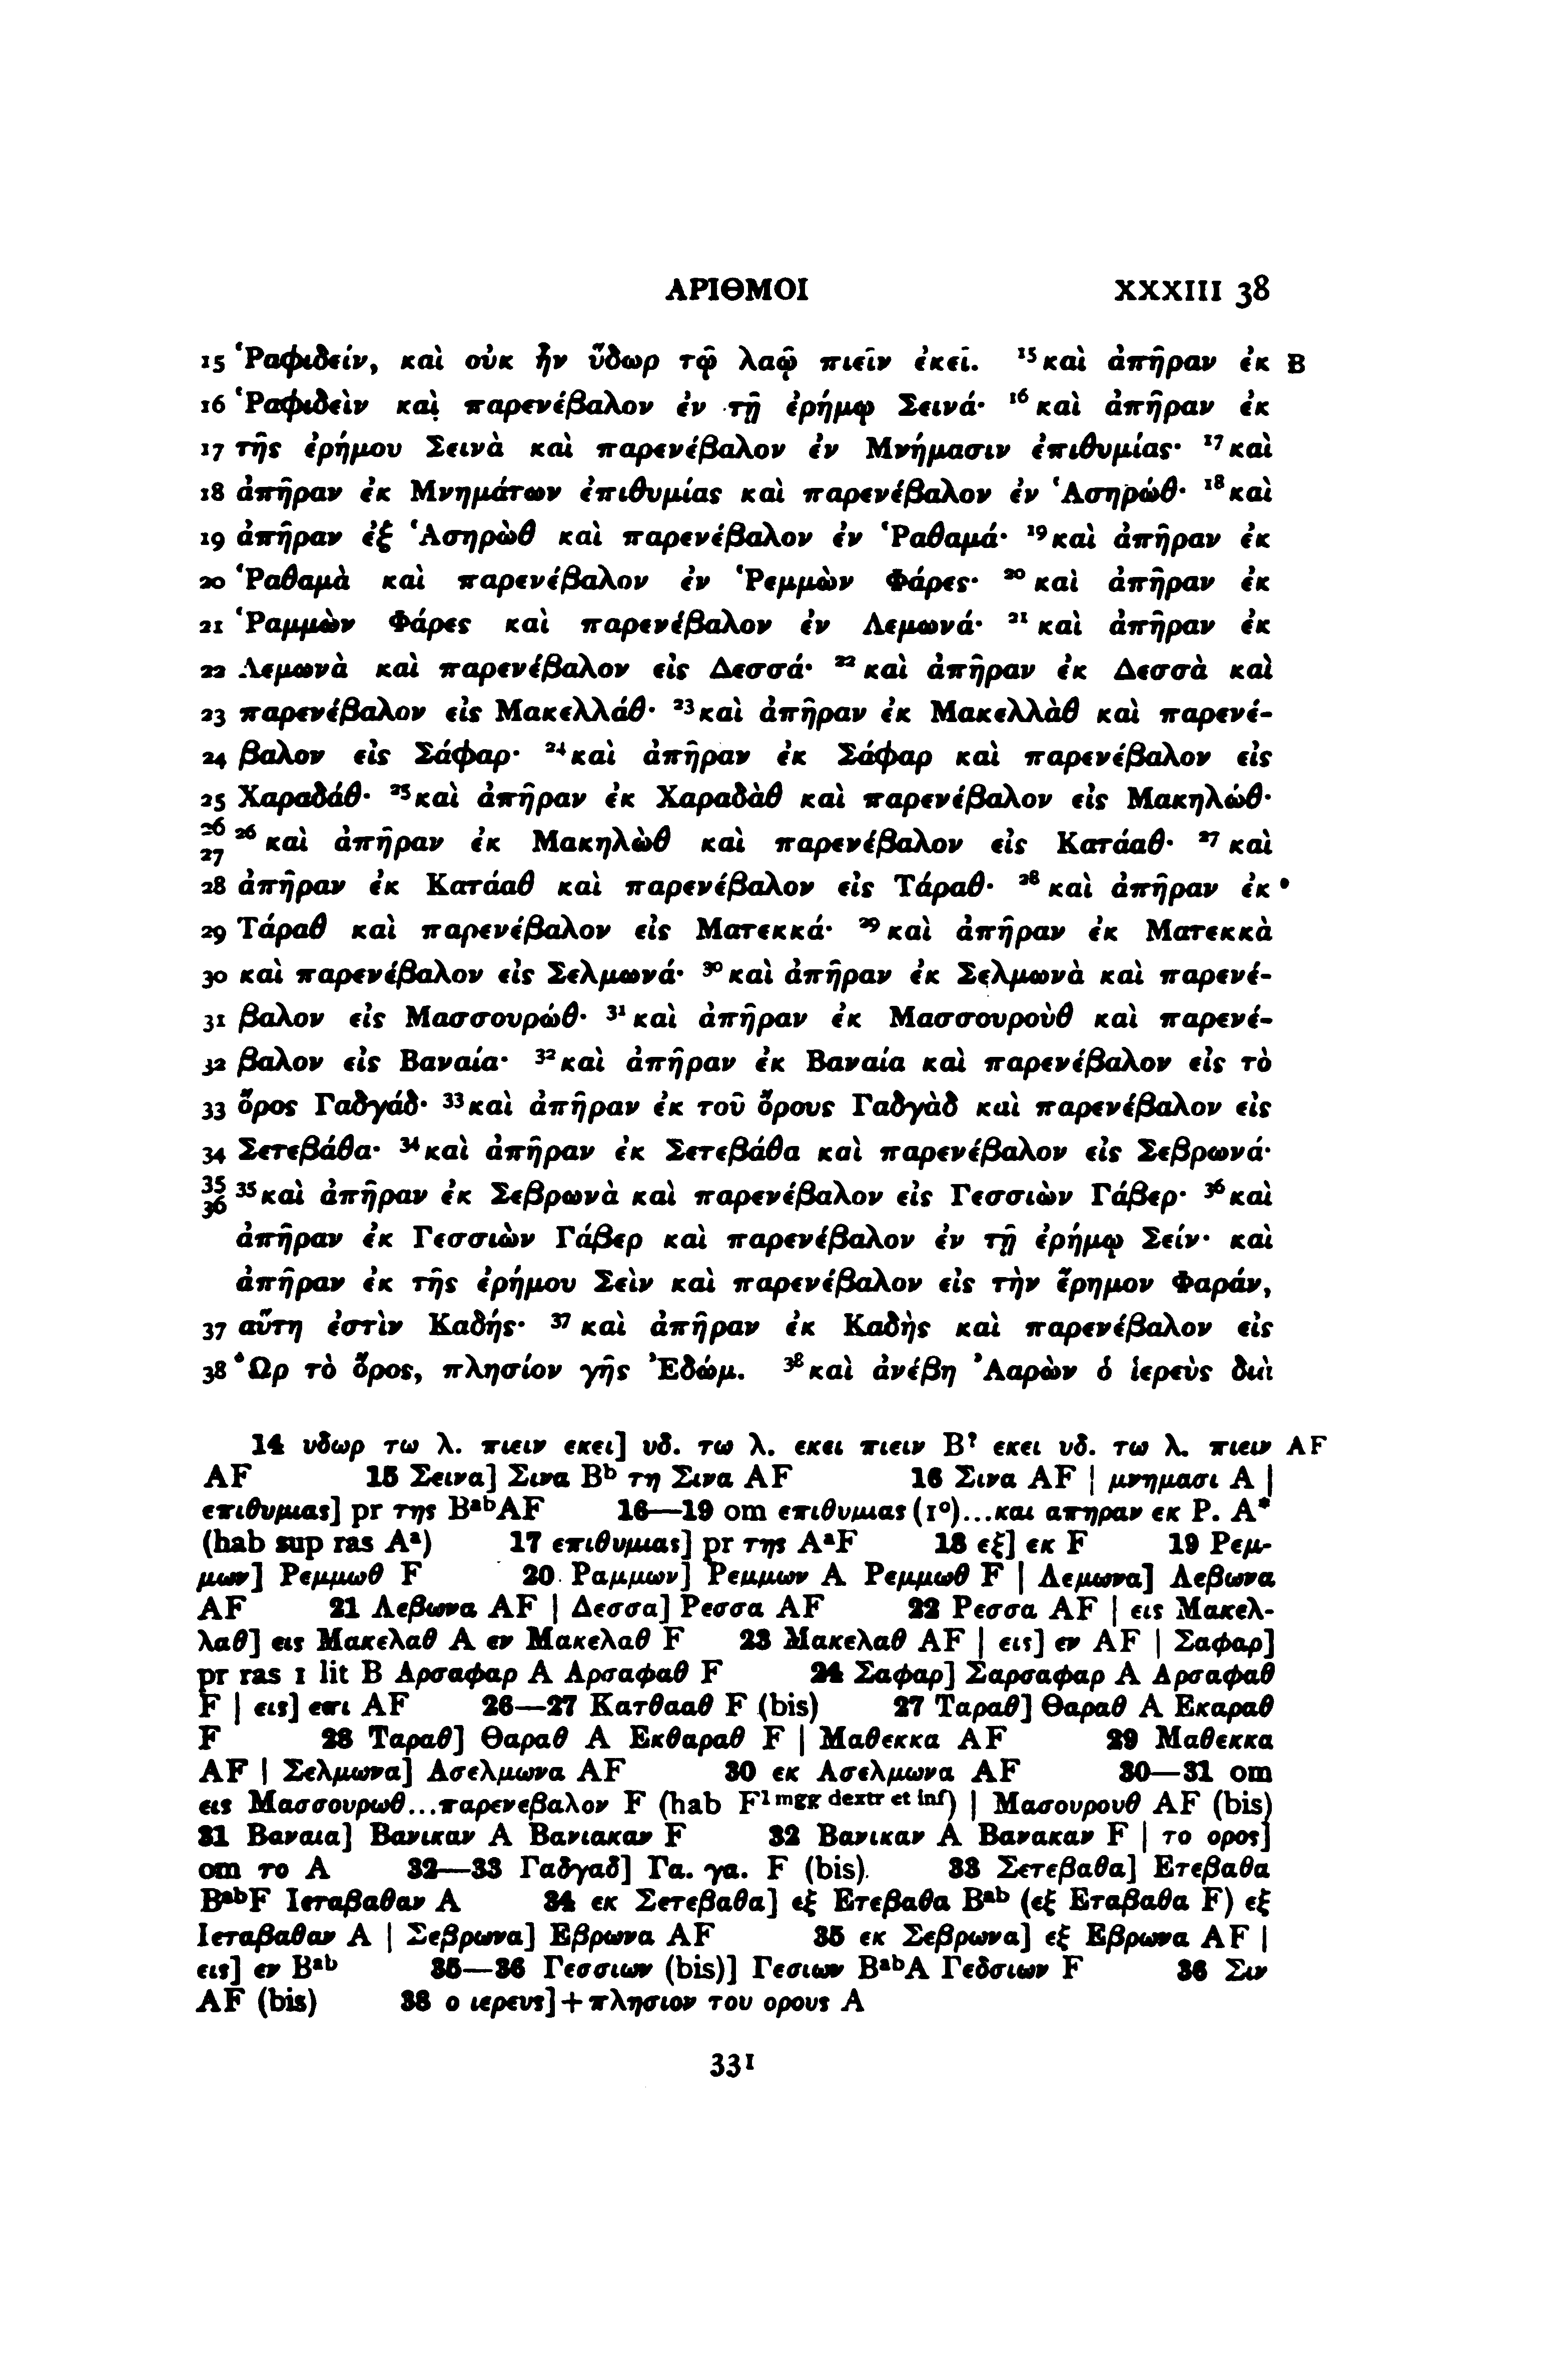 ΑΡΙΘΜΟΙ XXXIII 38
15 Ῥαφιδείν, καὶ οὐκ ἦν ὕδωρ τῷ λαῷ πιεῖν ἐκεῖ. ¹⁵καὶ ἀπῆραν ἐκ B
16 Ῥαφιδεὶν καὶ παρενέβαλον ἐν τῇ ἐρήμῳ Σεινά· ¹⁶καὶ ἀπῆραν ἐκ
17 τῆς ἐρήμου Σεινὰ καὶ παρενέβαλον ἐν Μνήμασιν ἐπιθυμίας· ¹⁷καὶ
18 ἀπῆραν ἐκ Μνημάτων ἐπιθυμίας καὶ παρενέβαλον ἐν Ἁσηρώθ· ¹⁸καὶ
19 ἀπῆραν ἐξ Ἁσηρὼθ καὶ παρενέβαλον ἐν Ῥαθαμά· ¹⁹καὶ ἀπῆραν ἐκ
20 Ῥαθαμὰ καὶ παρενέβαλον ἐν Ῥεμμὼν Φάρες· ²⁰καὶ ἀπῆραν ἐκ
21 Ῥαμμὼν Φάρες καὶ παρενέβαλον ἐν Λεμωνά· ²¹καὶ ἀπῆραν ἐκ
22 Λεμωνὰ καὶ παρενέβαλον εἰς Δεσσά· ²²καὶ ἀπῆραν ἐκ Δεσσὰ καὶ
23 παρενέβαλον εἰς Μακελλάθ· ²³καὶ ἀπῆραν ἐκ Μακελλὰθ καὶ παρενέ-
24 βαλον εἰς Σάφαρ· ²⁴καὶ ἀπῆραν ἐκ Σάφαρ καὶ παρενέβαλον εἰς
25 Χαραδάθ· ²⁵καὶ ἀπῆραν ἐκ Χαραδὰθ καὶ παρενέβαλον εἰς Μακηλώθ·
26 27 ²⁶καὶ ἀπῆραν ἐκ Μακηλὼθ καὶ παρενέβαλον εἰς Κατάαθ· ²⁷καὶ
28 ἀπῆραν ἐκ Κατάαθ καὶ παρενέβαλον εἰς Τάραθ· ²⁸καὶ ἀπῆραν ἐκ
29 Τάραθ καὶ παρενέβαλον εἰς Ματεκκά· ²⁹καὶ ἀπῆραν ἐκ Ματεκκὰ
30 καὶ παρενέβαλον εἰς Σελμωνά· ³⁰καὶ ἀπῆραν ἐκ Σελμωνὰ καὶ παρενέ-
31 βαλον εἰς Μασσουρώθ· ³¹καὶ ἀπῆραν ἐκ Μασσουροὺθ καὶ παρενέ-
32 βαλον εἰς Βαναία· ³²καὶ ἀπῆραν ἐκ Βαναία καὶ παρενέβαλον εἰς τὸ
33 ὄρος Γαδγάδ· ³³καὶ ἀπῆραν ἐκ τοῦ ὄρους Γαδγὰδ καὶ παρενέβαλον εἰς
34 Σετεβάθα· ³⁴καὶ ἀπῆραν ἐκ Σετεβάθα καὶ παρενέβαλον εἰς Σεβρωνά·
35 36 ³⁵καὶ ἀπῆραν ἐκ Σεβρωνὰ καὶ παρενέβαλον εἰς Γεσσιὼν Γάβερ· ³⁶καὶ
ἀπῆραν ἐκ Γεσσιὼν Γάβερ καὶ παρενέβαλον ἐν τῇ ἐρήμῳ Σείν· καὶ
ἀπῆραν ἐκ τῆς ἐρήμου Σεὶν καὶ παρενέβαλον εἰς τὴν ἔρημον Φαράν,
37 αὕτη ἐστὶν Καδής· ³⁷καὶ ἀπῆραν ἐκ Καδὴς καὶ παρενέβαλον εἰς
38 Ὢρ τὸ ὄρος, πλησίον γῆς Ἐδώμ. ³⁸καὶ ἀνέβη Ἀαρὼν ὁ ἱερεὺς διὰ
14 υδωρ τω λ. πιειν εκει] υδ. τω λ. εκει πιειν B? εκει υδ. τω λ. πιειν AF
AF 15 Σεινα] Σινα Bᵇ τη Σινα AF 16 Σινα AF | μνημασι A |
επιθυμιας] pr της BᵃᵇAF 16—19 om επιθυμιας (1°)...και απηραν εκ Ρ. A*
(hab sup ras Aᵃ) 17 επιθυμιας] pr της AᵃF 18 εξ] εκ F 19 Ρεμ-
μων] Ρεμμωθ F 20 Ραμμων] Ρεμμων A Ρεμμωθ F | Λεμωνα] Λεβωνα
AF 21 Λεβωνα AF | Δεσσα] Ρεσσα AF 22 Ρεσσα AF | εις Μακελ-
λαθ] εις Μακελαθ A εν Μακελαθ F 23 Μακελαθ AF | εις] εν AF | Σαφαρ]
pr ras 1 lit B Αρσαφαρ A Αρσαφαθ F 24 Σαφαρ] Σαρσαφαρ A Αρσαφαθ
F | εις] επι AF 26—27 Κατθααθ F (bis) 27 Ταραθ] Θαραθ A Εκαραθ
F 28 Ταραθ] Θαραθ A Εκθαραθ F | Μαθεκκα AF 29 Μαθεκκα
AF | Σελμωνα] Ασελμωνα AF 30 εκ Ασελμωνα AF 30—31 om
εις Μασσουρωθ...παρενεβαλον F (hab F¹ ᵐᵍᵍ ᵈᵉˣᵗʳ ᵉᵗ ⁱⁿᶠ) | Μασουρουθ AF (bis)
31 Βαναια] Βανικαν A Βανιακαν F 32 Βανικαν A Βανακαν F | το ορος]
om το A 32—33 Γαδγαδ] Γα. γα. F (bis) 33 Σετεβαθα] Ετεβαθα
BᵃᵇF Ιεταβαθαν A 34 εκ Σετεβαθα] εξ Ετεβαθα Bᵃᵇ (εξ Εταβαθα F) εξ
Ιεταβαθαν A | Σεβρωνα] Εβρωνα AF 35 εκ Σεβρωνα] εξ Εβρωνα AF |
εις] εν Bᵃᵇ 35—36 Γεσσιων (bis)] Γεσιων BᵃᵇA Γεδσιων F 36 Σιν
AF (bis) 38 ο ιερευς]+πλησιον του ορους A
331